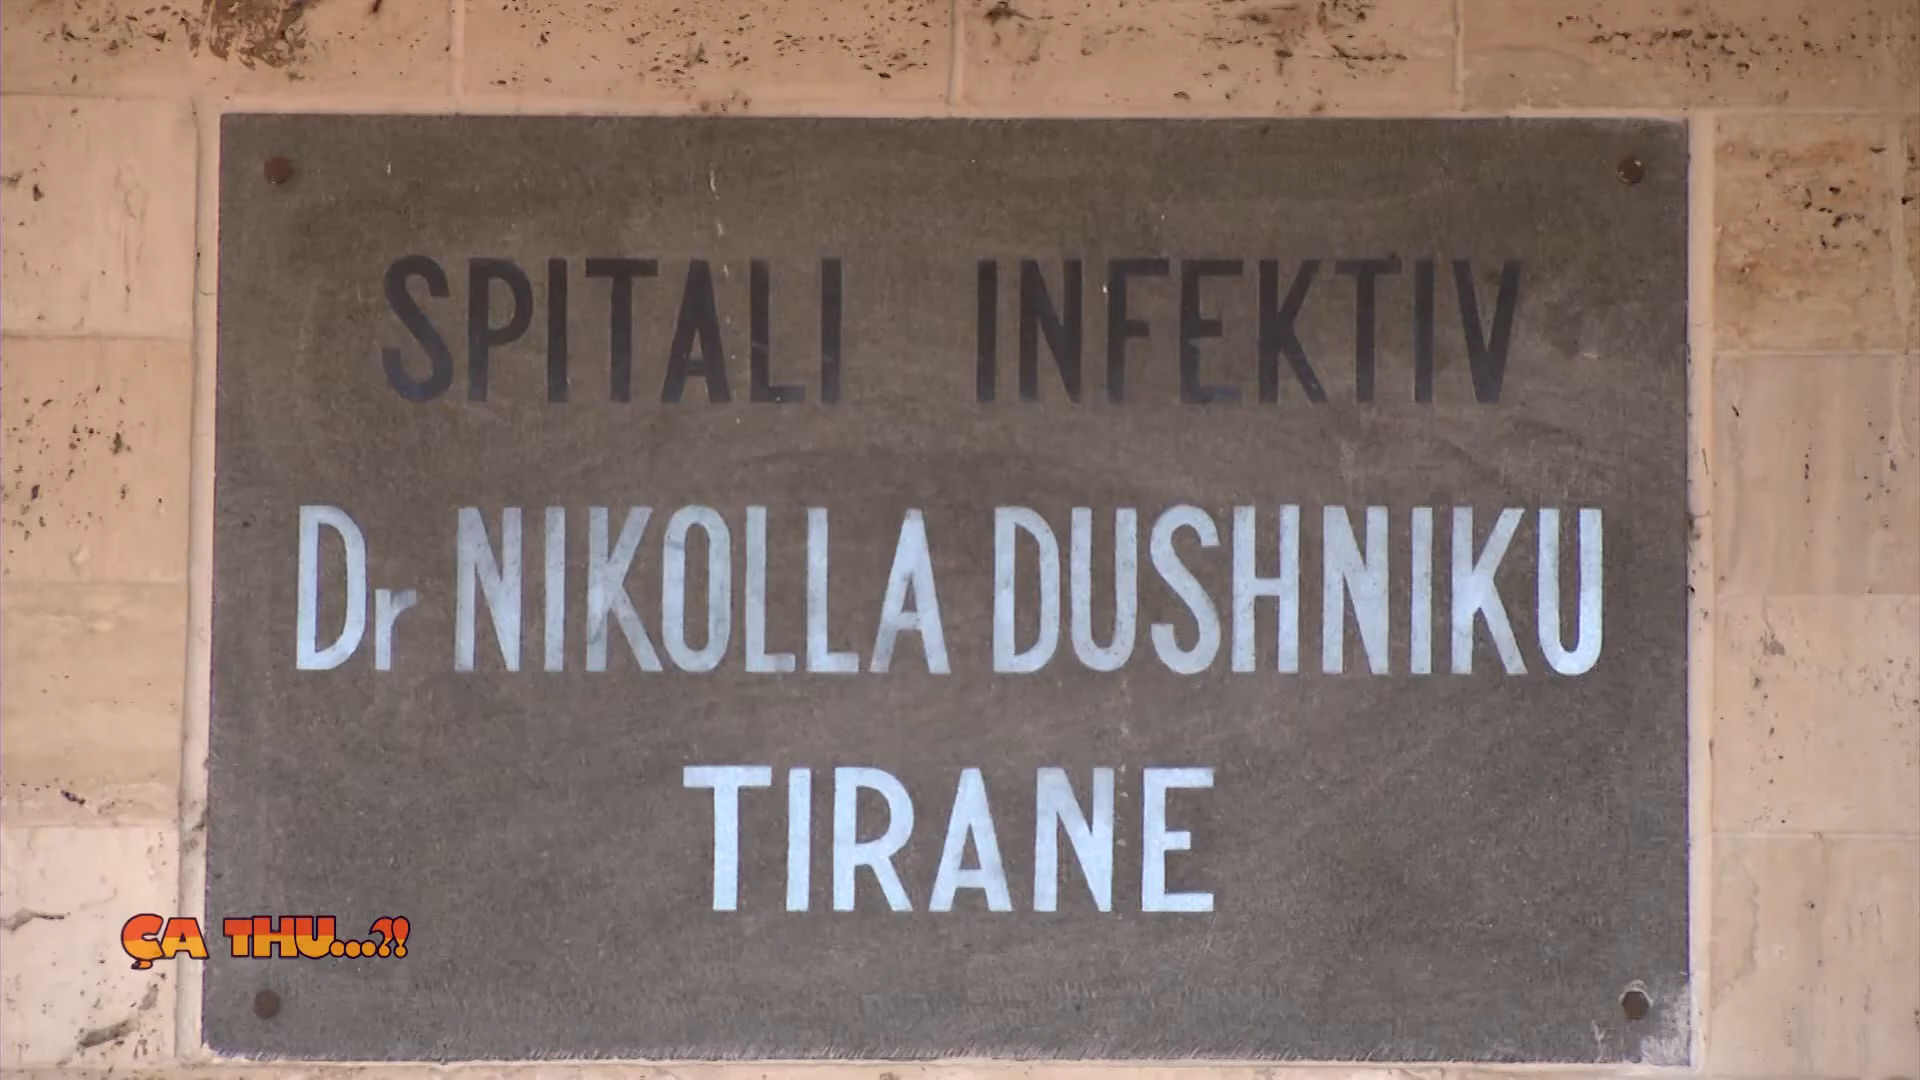 SPITALI INFEKTIV
Dr NIKOLLA DUSHNIKU
TIRANE
ÇA THU...?!